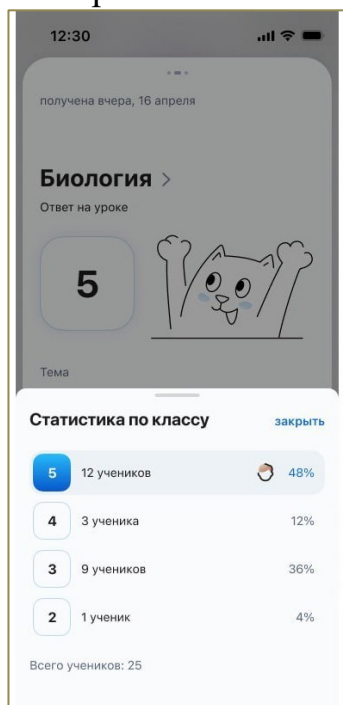 12:30
получена вчера, 16 апреля
Биология >
Ответ на уроке
5
Тема
Статистика по классу закрыть
5 12 учеников 48%
4 3 ученика 12%
3 9 учеников 36%
2 1 ученик 4%
Всего учеников: 25